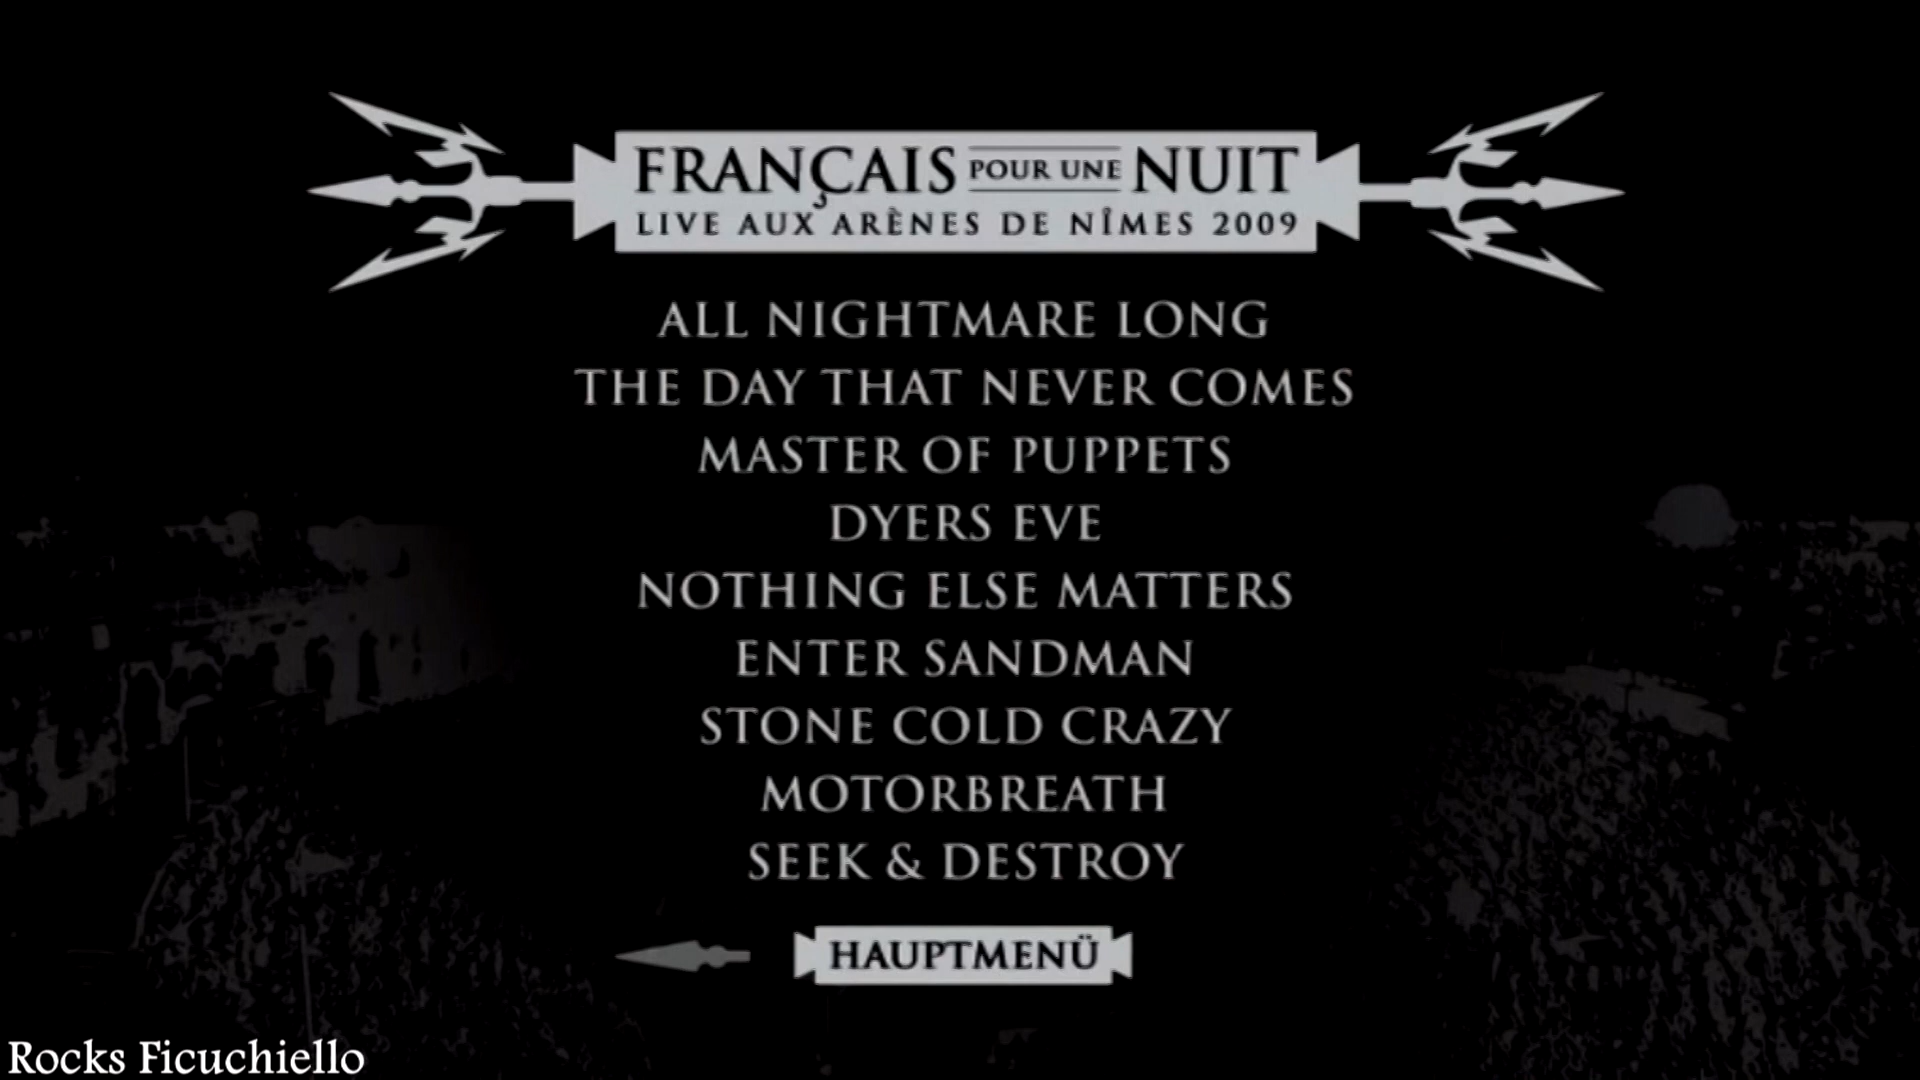 FRANÇAIS POUR UNE NUIT
LIVE AUX ARÈNES DE NÎMES 2009
ALL NIGHTMARE LONG
THE DAY THAT NEVER COMES
MASTER OF PUPPETS
DYERS EVE
NOTHING ELSE MATTERS
ENTER SANDMAN
STONE COLD CRAZY
MOTORBREATH
SEEK & DESTROY
HAUPTMENÜ
Rocks Ficuchiello